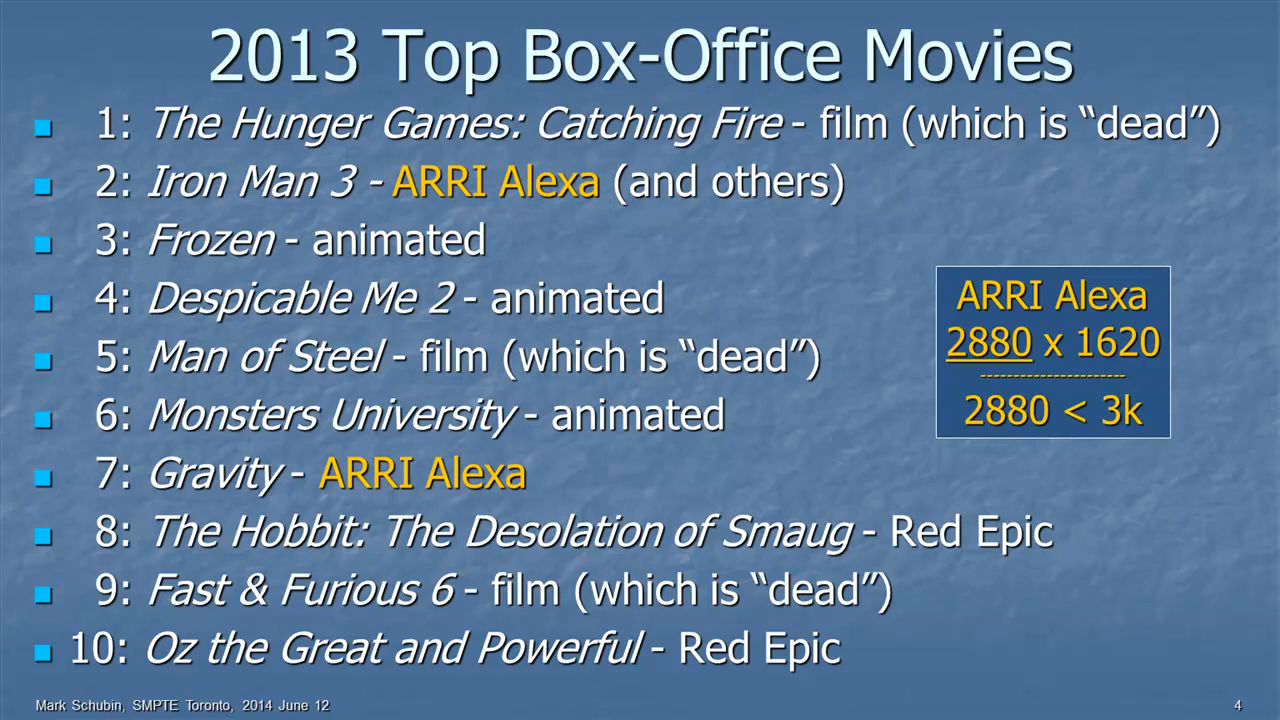 2013 Top Box-Office Movies
1: The Hunger Games: Catching Fire - film (which is “dead”)
2: Iron Man 3 - ARRI Alexa (and others)
3: Frozen - animated
4: Despicable Me 2 - animated
5: Man of Steel - film (which is “dead”)
6: Monsters University - animated
7: Gravity - ARRI Alexa
8: The Hobbit: The Desolation of Smaug - Red Epic
9: Fast & Furious 6 - film (which is “dead”)
10: Oz the Great and Powerful - Red Epic
ARRI Alexa
2880 x 1620
----------------------
2880 < 3k
Mark Schubin, SMPTE Toronto, 2014 June 12
4